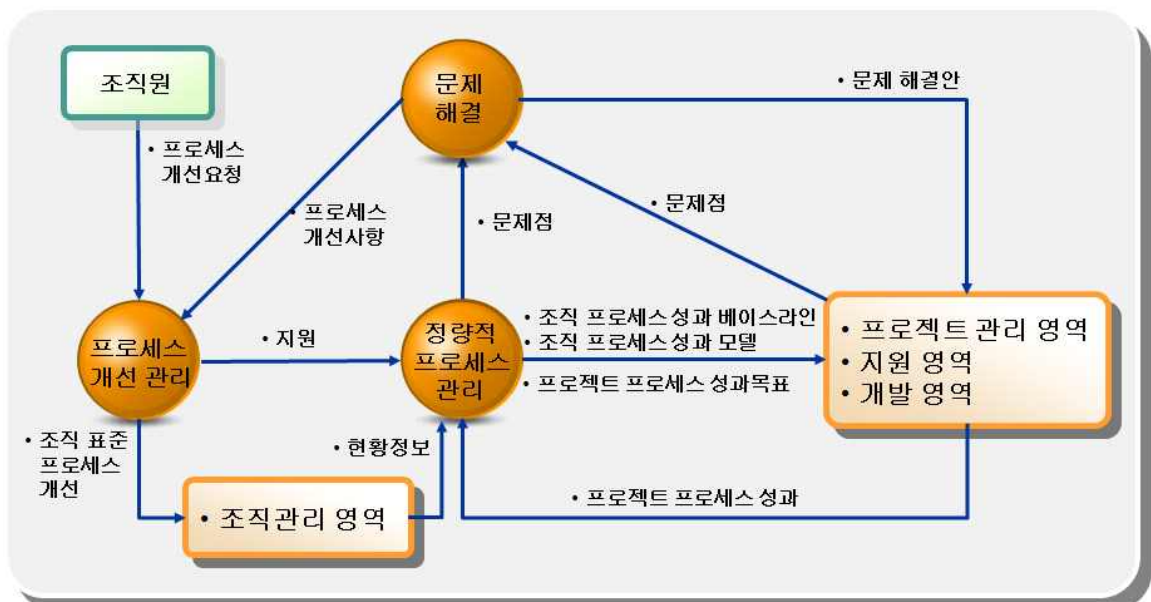 조직원
문제
해결
• 문제 해결안
• 프로세스
개선요청
• 프로세스
개선사항
• 문제점
• 문제점
프로세스
개선 관리
• 지원
정량적
프로세스
관리
• 조직 프로세스 성과 베이스라인
• 조직 프로세스 성과 모델
• 프로젝트 프로세스 성과목표
• 프로젝트 관리 영역
• 지원 영역
• 개발 영역
• 조직 표준
프로세스
개선
• 현황정보
• 조직관리 영역
• 프로젝트 프로세스 성과